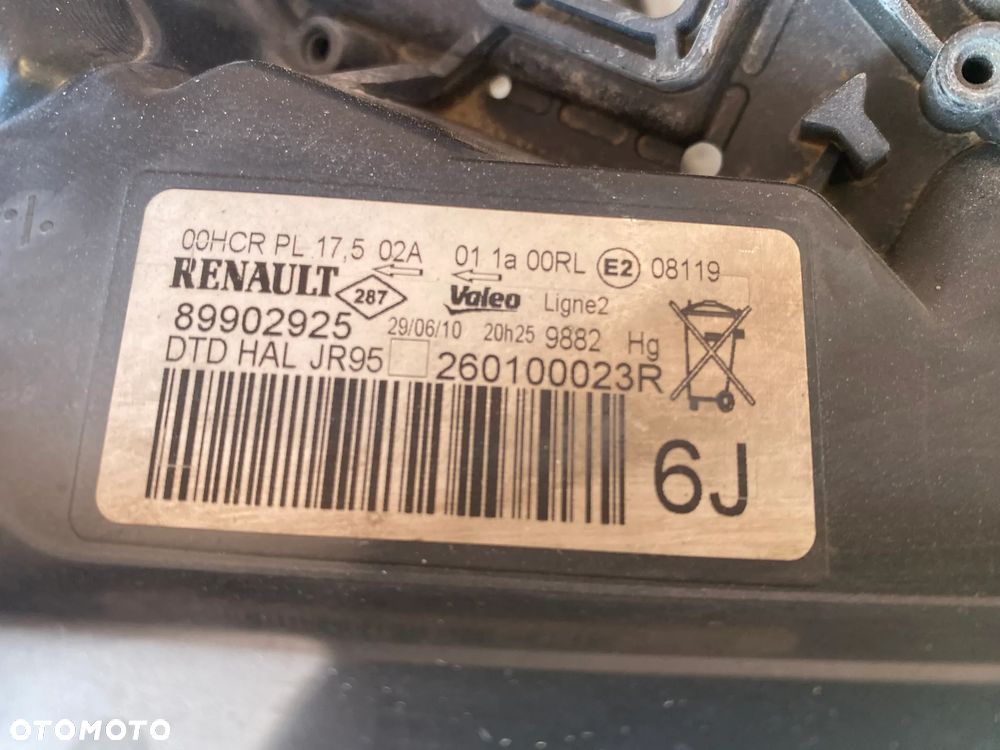 00HCR PL 17,5 02A 01 1a 00RL E2 08119
RENAULT 287 Valeo Ligne2
89902925 29/06/10 20h25 9882 Hg
DTD HAL JR95 260100023R
6J
OTOMOTO